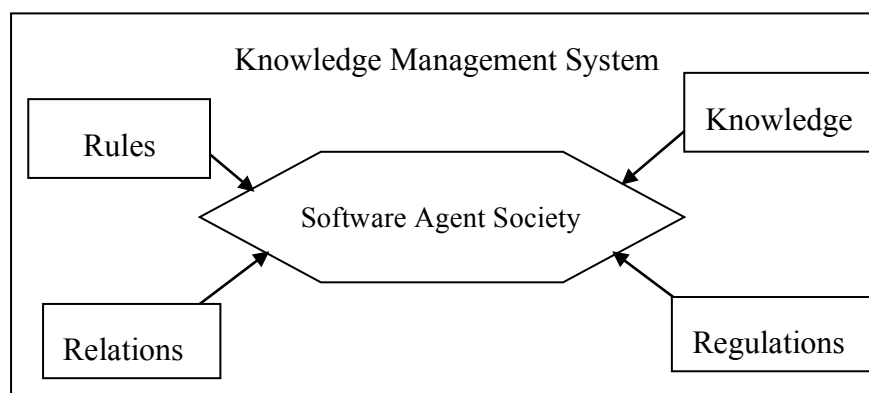 Knowledge Management System
Rules
Knowledge
Software Agent Society
Relations
Regulations